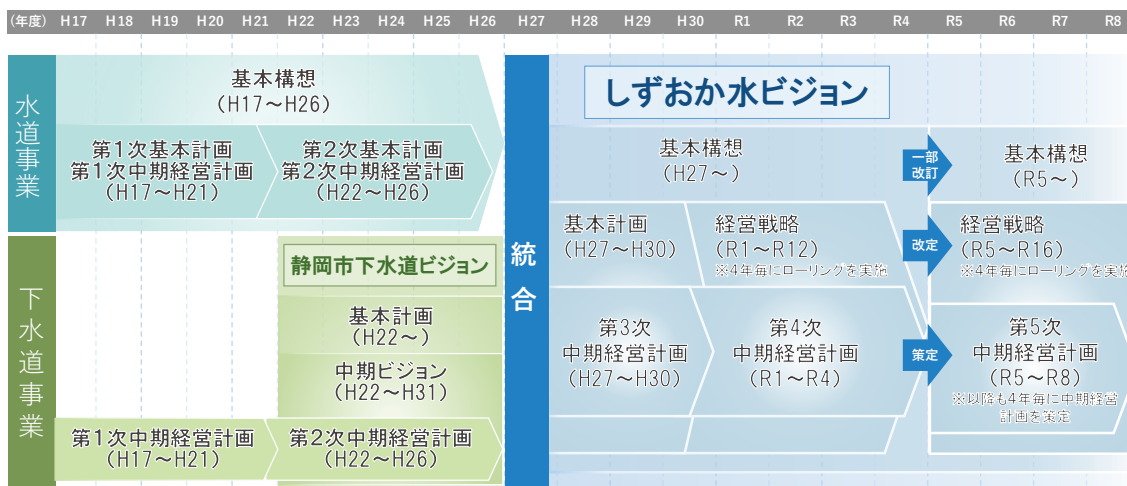 (年度) H17 H18 H19 H20 H21 H22 H23 H24 H25 H26 H27 H28 H29 H30 R1 R2 R3 R4 R5 R6 R7 R8
水道事業
基本構想
(H17～H26)
第1次基本計画
第1次中期経営計画
(H17～H21)
第2次基本計画
第2次中期経営計画
(H22～H26)
下水道事業
静岡市下水道ビジョン
基本計画
(H22～)
中期ビジョン
(H22～H31)
第1次中期経営計画
(H17～H21)
第2次中期経営計画
(H22～H26)
統合
しずおか水ビジョン
基本構想
(H27～)
一部
改訂
基本構想
(R5～)
基本計画
(H27～H30)
経営戦略
(R1～R12)
※4年毎にローリングを実施
改定
経営戦略
(R5～R16)
※4年毎にローリングを実施
第3次
中期経営計画
(H27～H30)
第4次
中期経営計画
(R1～R4)
策定
第5次
中期経営計画
(R5～R8)
※以降も4年毎に中期経営
計画を策定